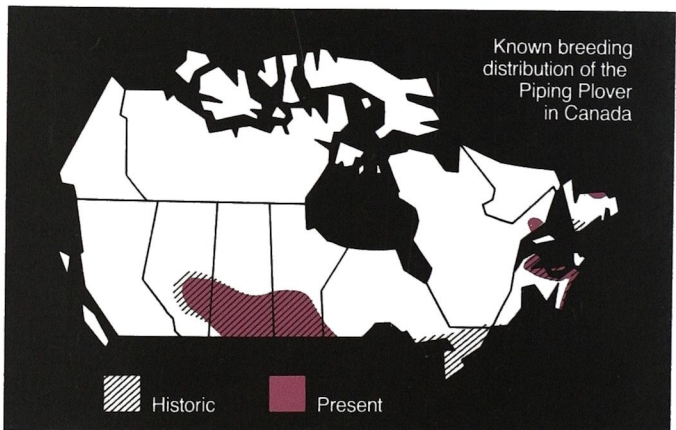 Known breeding
distribution of the
Piping Plover
in Canada
Historic
Present